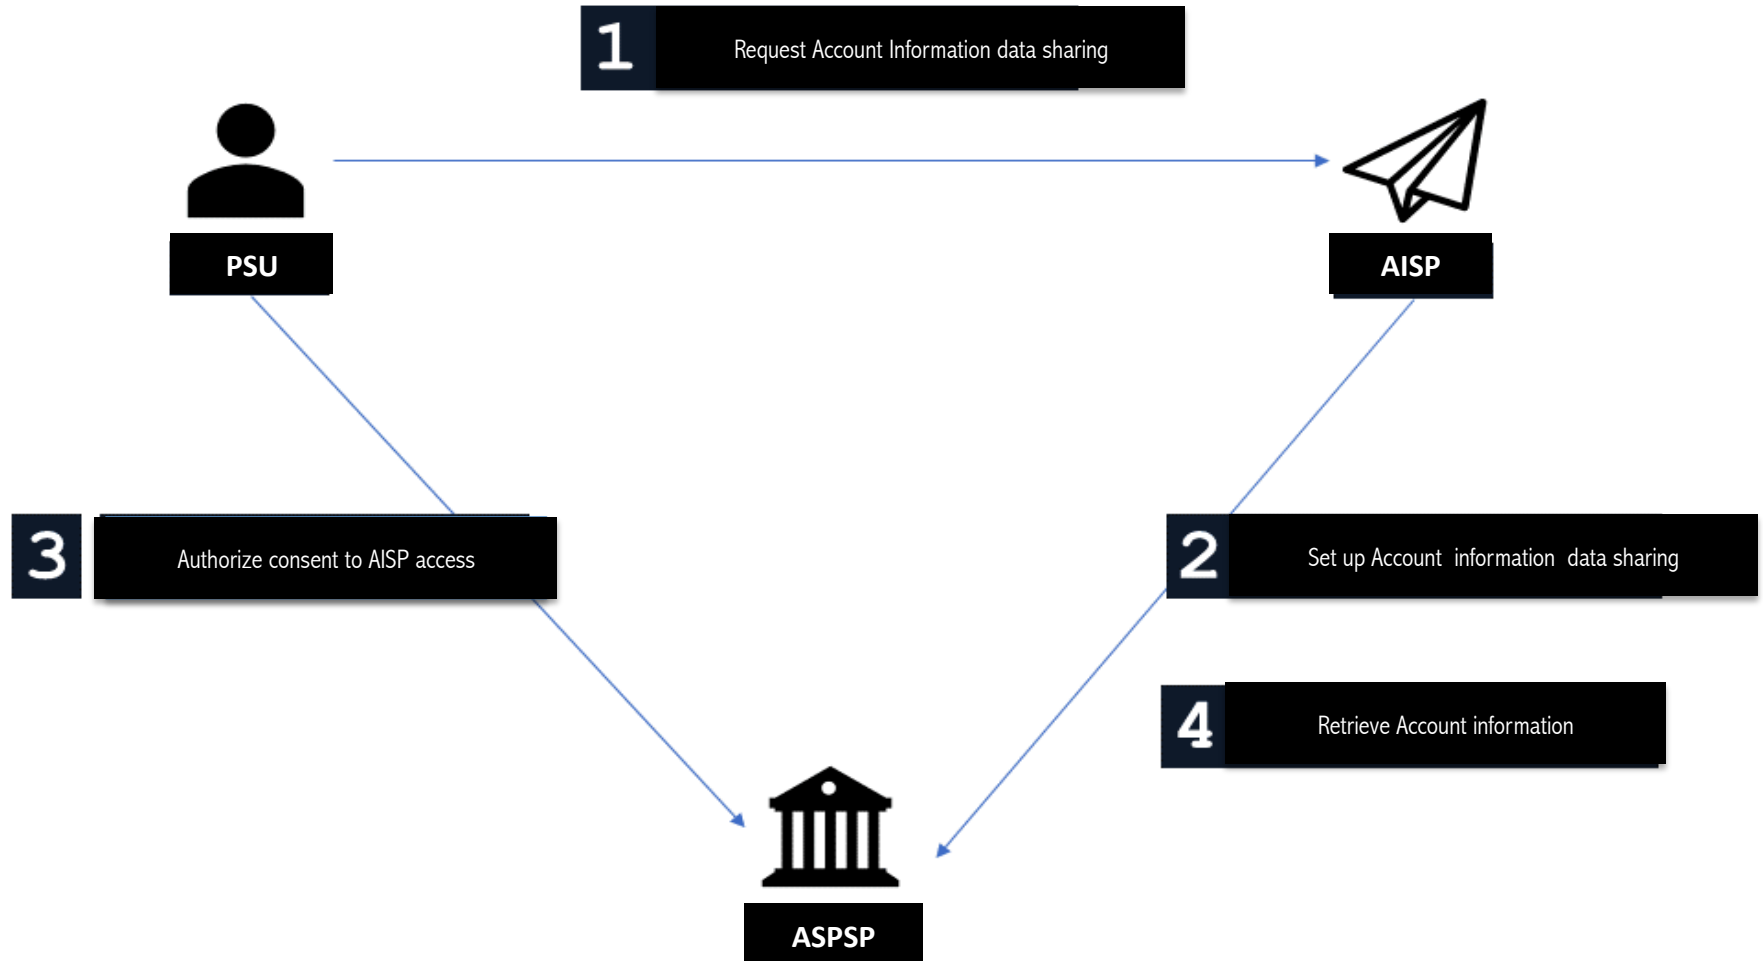 1
Request Account Information data sharing
PSU
AISP
3
Authorize consent to AISP access
2
Set up Account information data sharing
4
Retrieve Account information
ASPSP